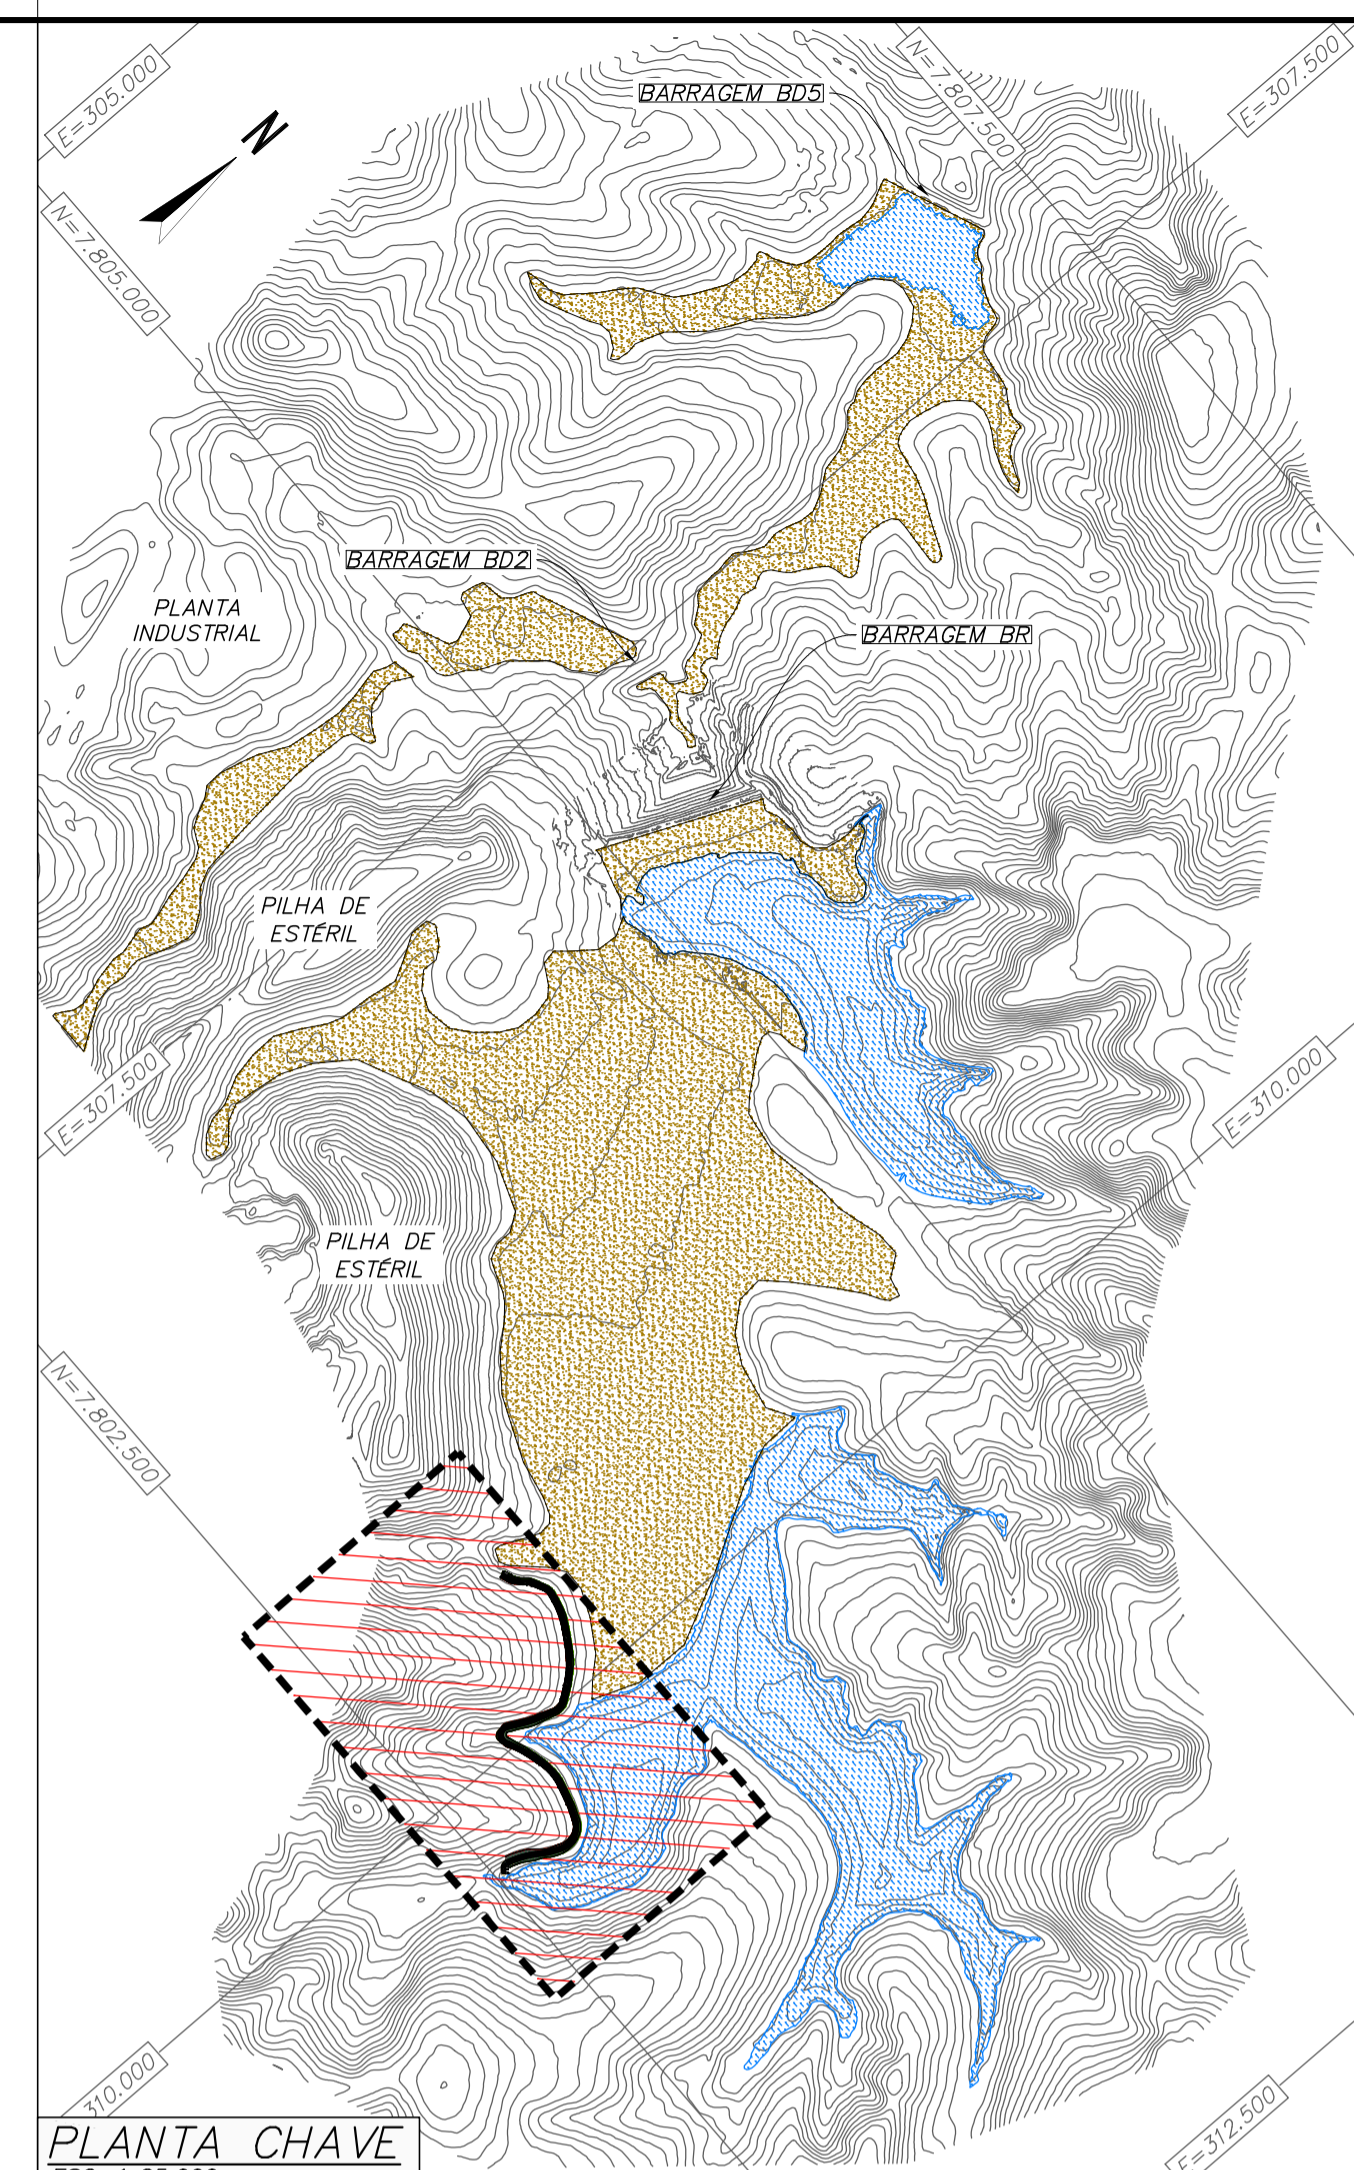 E=305.000
N=7.807.500
E=307.500
BARRAGEM BD5
N
N=7.805.000
BARRAGEM BD2
PLANTA
INDUSTRIAL
BARRAGEM BR
PILHA DE
ESTÉRIL
E=307.500
E=310.000
PILHA DE
ESTÉRIL
N=7.802.500
310.000
E=312.500
PLANTA CHAVE